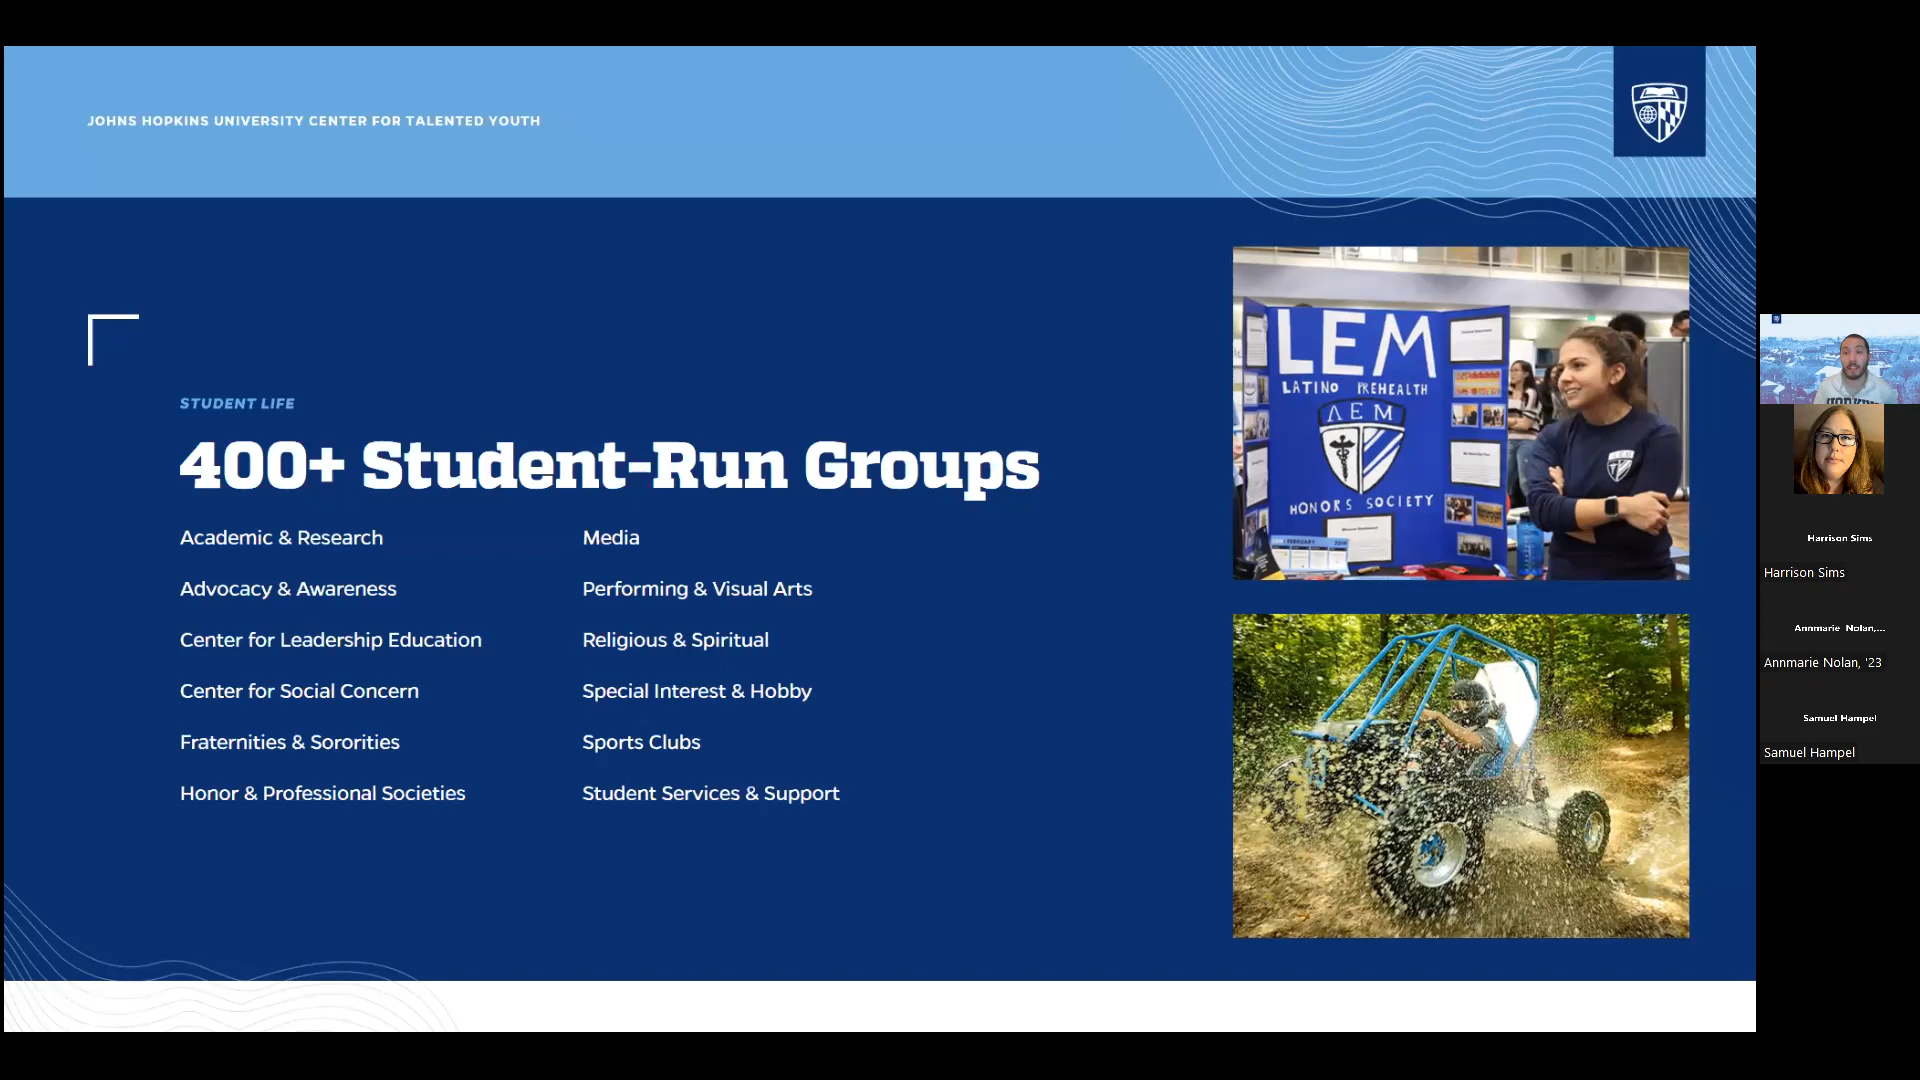 JOHNS HOPKINS UNIVERSITY CENTER FOR TALENTED YOUTH
STUDENT LIFE
400+ Student-Run Groups
Academic & Research
Advocacy & Awareness
Center for Leadership Education
Center for Social Concern
Fraternities & Sororities
Honor & Professional Societies
Media
Performing & Visual Arts
Religious & Spiritual
Special Interest & Hobby
Sports Clubs
Student Services & Support
LEM
LATINO PREHEALTH
ΛEM
HONORS SOCIETY
FEBRUARY
ΛEM
Harrison Sims
Harrison Sims
Annmarie Nolan,...
Annmarie Nolan, '23
Samuel Hampel
Samuel Hampel